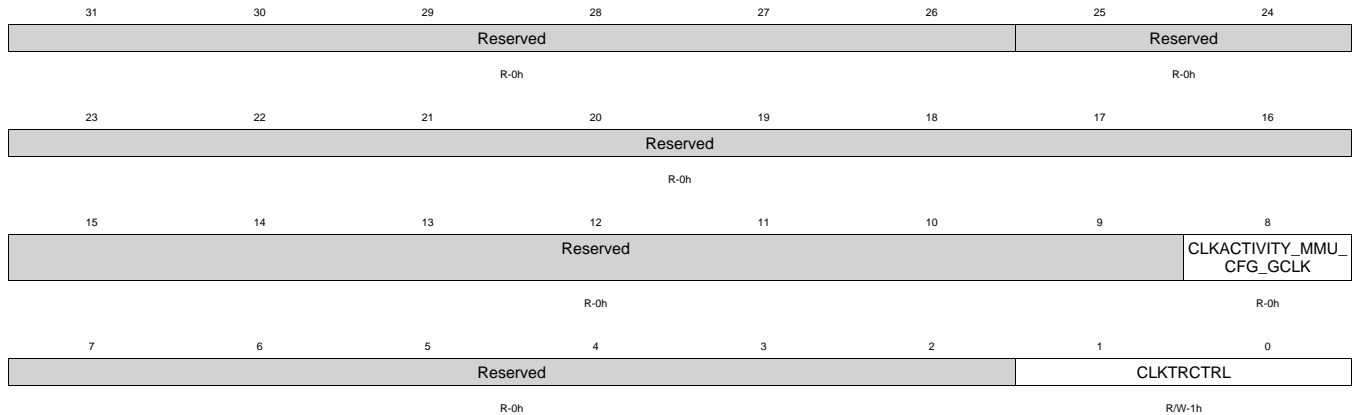 31 30 29 28 27 26 25 24
Reserved Reserved
R-0h R-0h
23 22 21 20 19 18 17 16
Reserved
R-0h
15 14 13 12 11 10 9 8
Reserved CLKACTIVITY_MMU_
CFG_GCLK
R-0h R-0h
7 6 5 4 3 2 1 0
Reserved CLKTRCTRL
R-0h R/W-1h